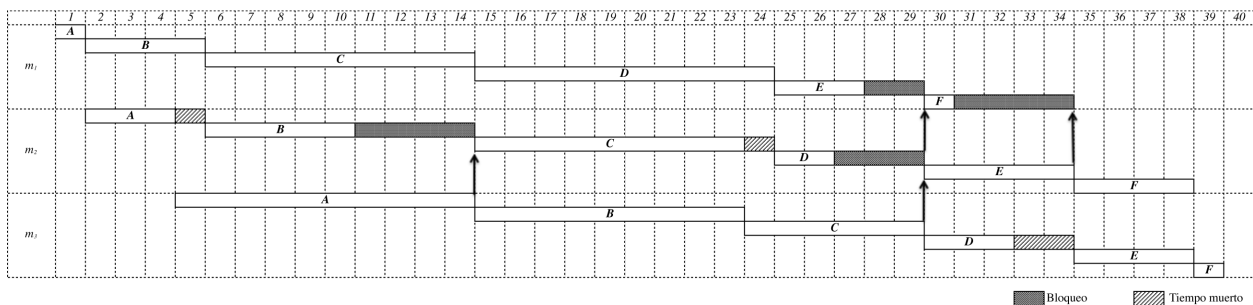 1 2 3 4 5 6 7 8 9 10 11 12 13 14 15 16 17 18 19 20 21 22 23 24 25 26 27 28 29 30 31 32 33 34 35 36 37 38 39 40
A
B
m₁
C
D
E
F
A
B
m₂
C
D
E
F
A
B
m₃
C
D
E
F
Bloqueo
Tiempo muerto